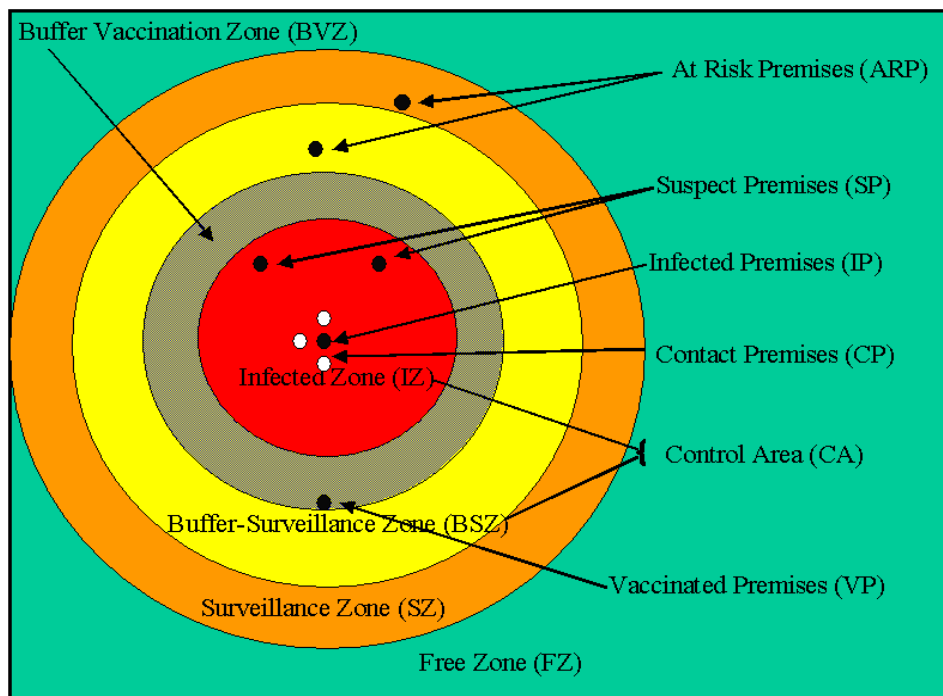 Buffer Vaccination Zone (BVZ)
At Risk Premises (ARP)
Suspect Premises (SP)
Infected Premises (IP)
Contact Premises (CP)
Infected Zone (IZ)
Control Area (CA)
Buffer-Surveillance Zone (BSZ)
Vaccinated Premises (VP)
Surveillance Zone (SZ)
Free Zone (FZ)